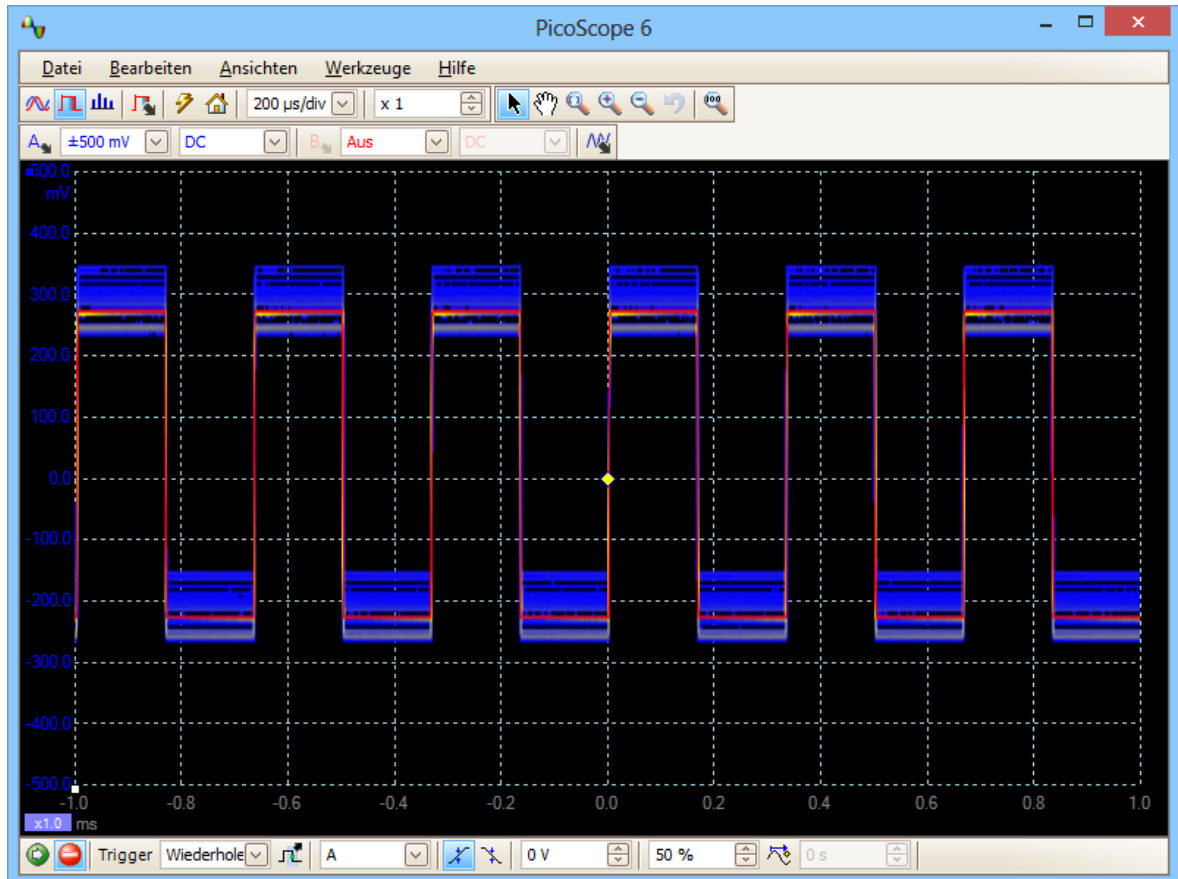 PicoScope 6
Datei Bearbeiten Ansichten Werkzeuge Hilfe
200 µs/div x 1
A ±500 mV DC B Aus DC
500.0
mV
400.0
300.0
200.0
100.0
0.0
-100.0
-200.0
-300.0
-400.0
-500.0
-1.0 -0.8 -0.6 -0.4 -0.2 0.0 0.2 0.4 0.6 0.8 1.0
x1.0 ms
Trigger Wiederhole A 0 V 50 % 0 s